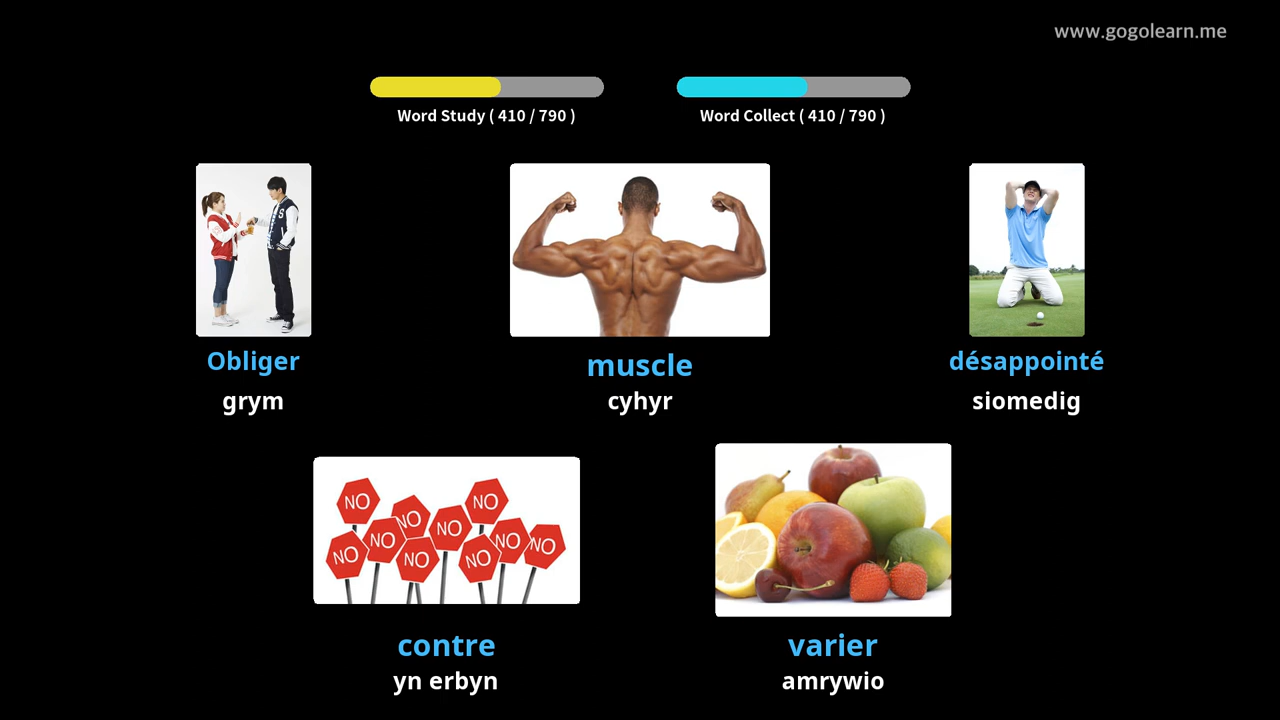 www.gogolearn.me
Word Study ( 410 / 790 )
Word Collect ( 410 / 790 )
Obliger
grym
muscle
cyhyr
désappointé
siomedig
S
NO
NO
NO
NO
NO
NO
NO
NO
NO
NO
contre
yn erbyn
varier
amrywio